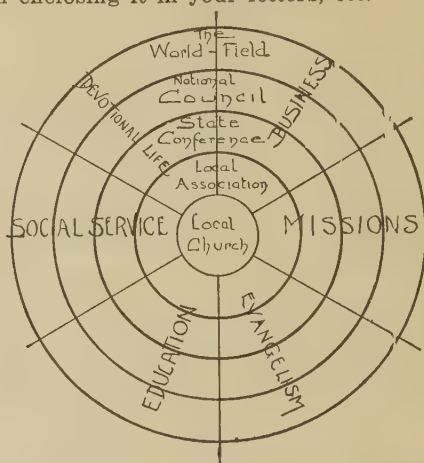 enclosing it in your letters, etc.
The
World-Field
National
Council
State
Conference
Local
Association
Local
Church
DEVOTIONAL LIFE
BUSINESS
SOCIAL SERVICE
MISSIONS
EDUCATION
EVANGELISM